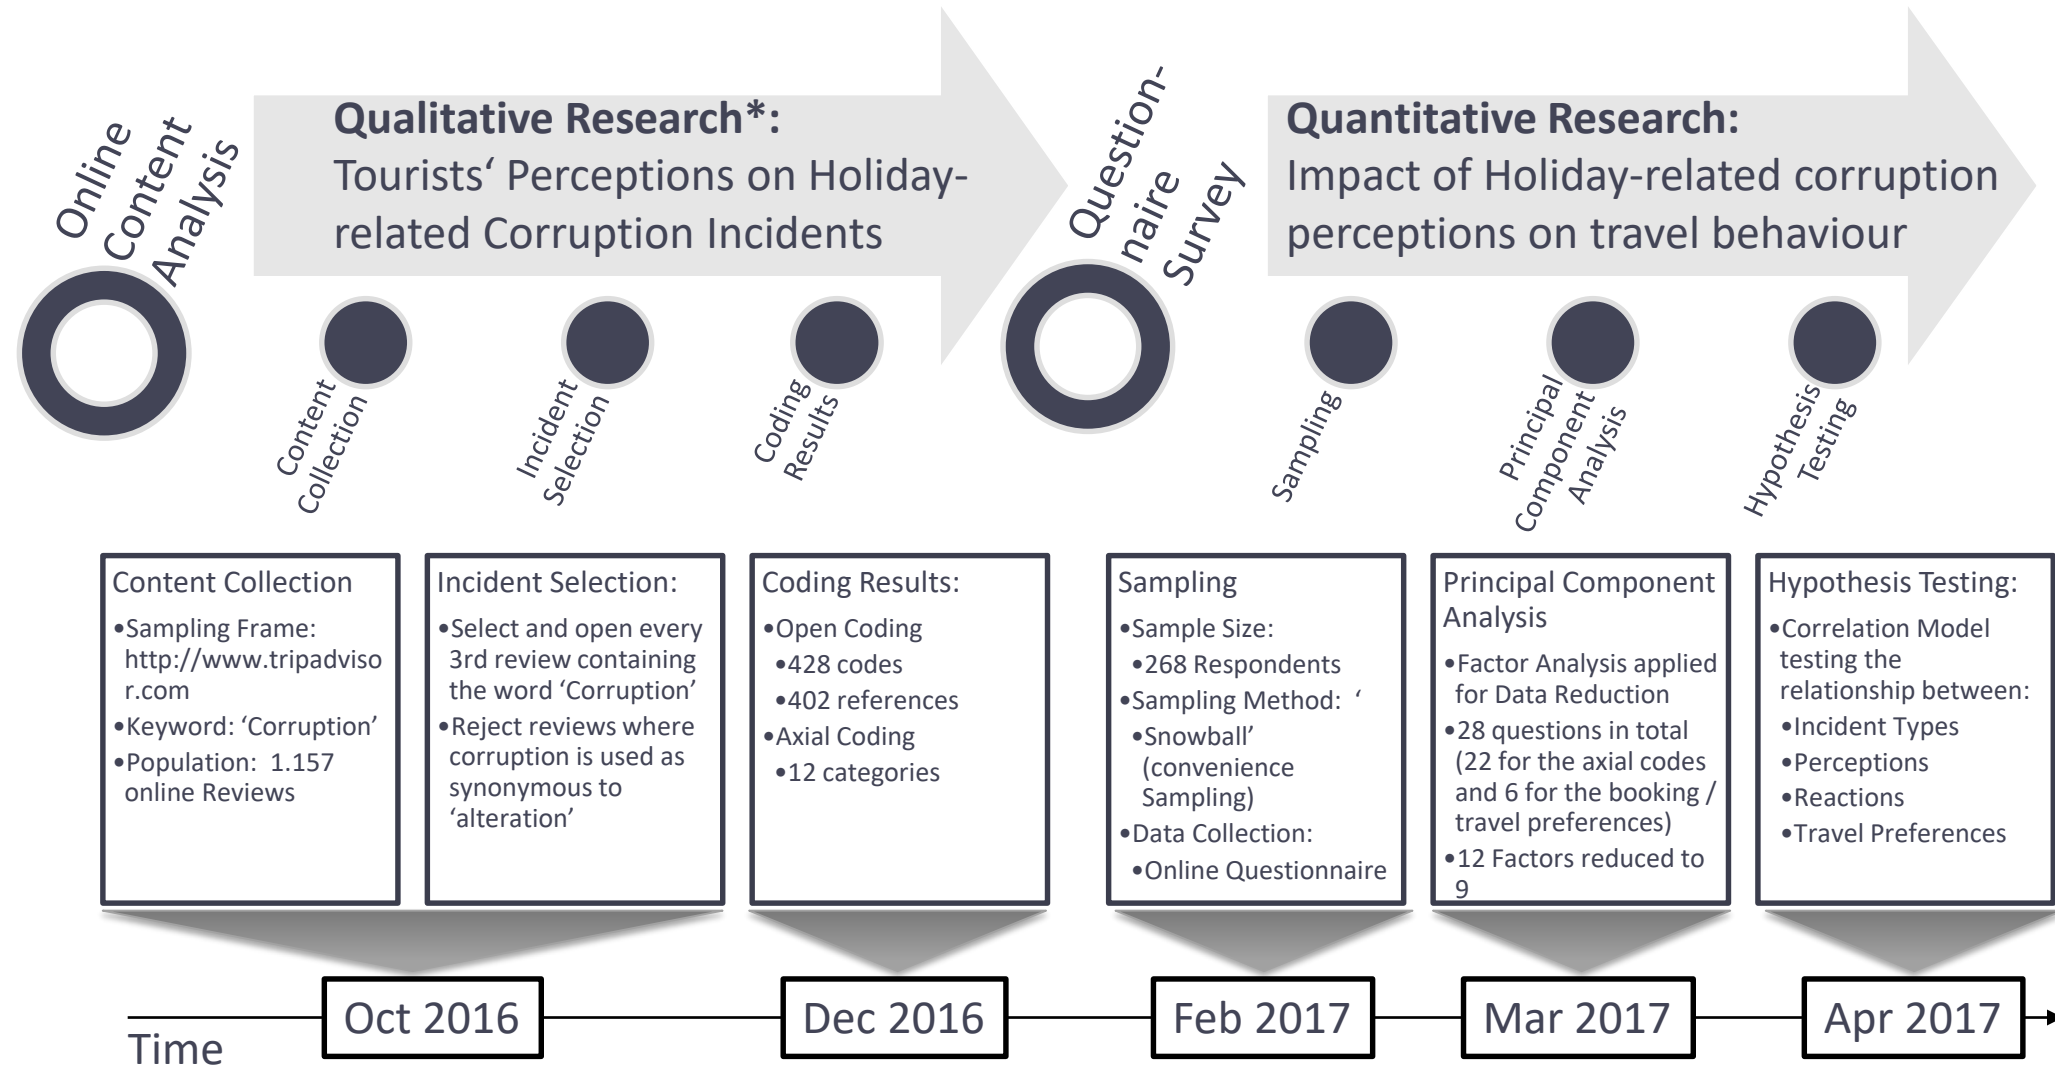 Online
Content
Analysis
Qualitative Research*:
Tourists‘ Perceptions on Holiday-
related Corruption Incidents
Question-
naire
Survey
Quantitative Research:
Impact of Holiday-related corruption
perceptions on travel behaviour
Content
Collection
Incident
Selection
Coding
Results
Sampling
Principal
Component
Analysis
Hypothesis
Testing
Content Collection
•Sampling Frame:
http://www.tripadviso
r.com
•Keyword: ‘Corruption’
•Population: 1.157
online Reviews
Incident Selection:
•Select and open every
3rd review containing
the word ‘Corruption’
•Reject reviews where
corruption is used as
synonymous to
‘alteration’
Coding Results:
•Open Coding
•428 codes
•402 references
•Axial Coding
•12 categories
Sampling
•Sample Size:
•268 Respondents
•Sampling Method: ‘
•Snowball’
(convenience
Sampling)
•Data Collection:
•Online Questionnaire
Principal Component
Analysis
•Factor Analysis applied
for Data Reduction
•28 questions in total
(22 for the axial codes
and 6 for the booking /
travel preferences)
•12 Factors reduced to
9
Hypothesis Testing:
•Correlation Model
testing the
relationship between:
•Incident Types
•Perceptions
•Reactions
•Travel Preferences
Oct 2016
Dec 2016
Feb 2017
Mar 2017
Apr 2017
Time